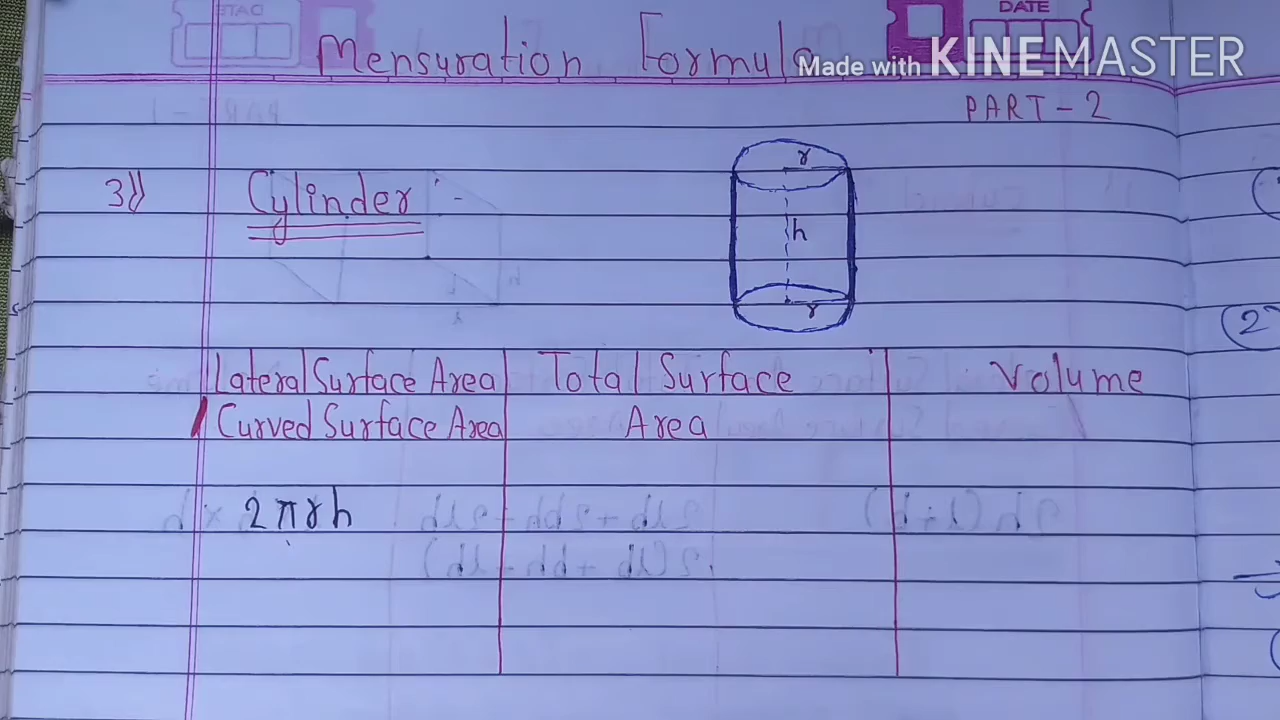 DATE
Mensuration Formula
Made with KINEMASTER
PART - 2
3) Cylinder :-
r
h
r
2
Lateral Surface Area Total Surface Volume
/ Curved Surface Area Area
2πrh